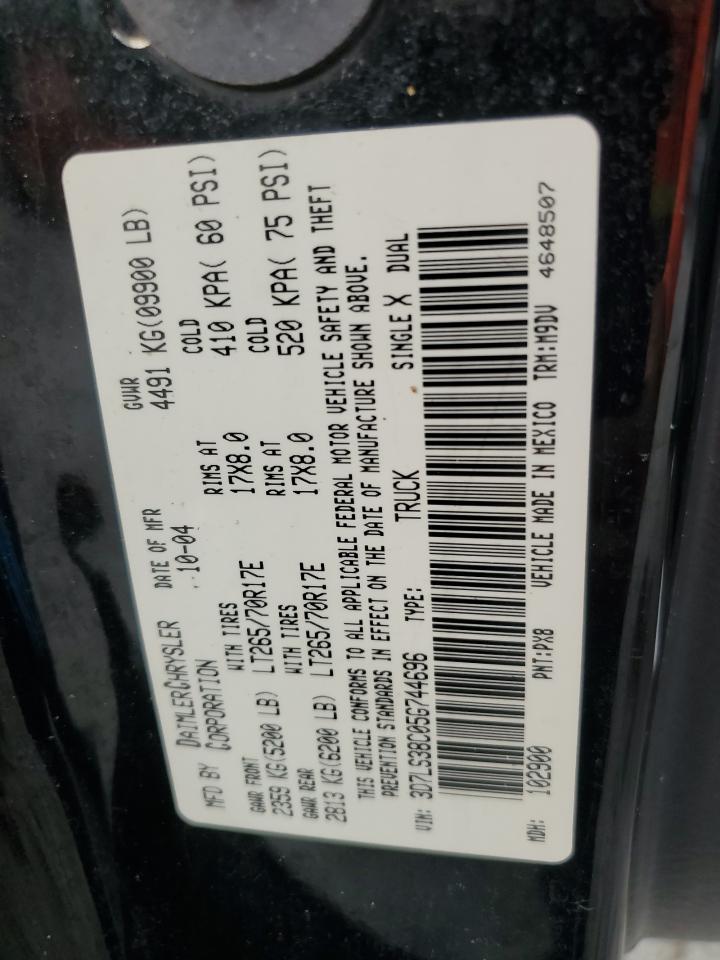 MFD BY DAIMLERCHRYSLER CORPORATION
DATE OF MFR 10-04
GVWR 4491 KG(09900 LB)
GAWR FRONT WITH TIRES RIMS AT COLD
2359 KG(5200 LB) LT265/70R17E 17X8.0 410 KPA( 60 PSI)
GAWR REAR WITH TIRES RIMS AT COLD
2813 KG(6200 LB) LT265/70R17E 17X8.0 520 KPA( 75 PSI)
THIS VEHICLE CONFORMS TO ALL APPLICABLE FEDERAL MOTOR VEHICLE SAFETY AND THEFT
PREVENTION STANDARDS IN EFFECT ON THE DATE OF MANUFACTURE SHOWN ABOVE.
VIN: 3D7LS38C05G744696 TYPE: TRUCK SINGLE X DUAL
MDH: 102900 PNT:PX8 VEHICLE MADE IN MEXICO TRM:M9DV 4648507